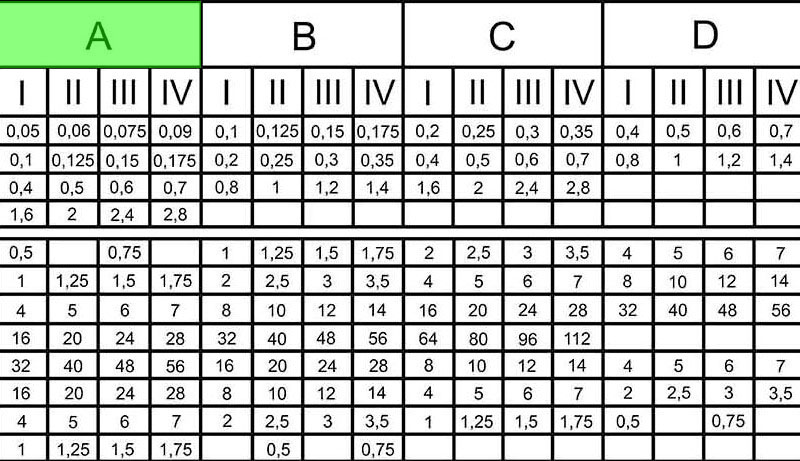 A B C D
I II III IV I II III IV I II III IV I II III IV
0,05 0,06 0,075 0,09 0,1 0,125 0,15 0,175 0,2 0,25 0,3 0,35 0,4 0,5 0,6 0,7
0,1 0,125 0,15 0,175 0,2 0,25 0,3 0,35 0,4 0,5 0,6 0,7 0,8 1 1,2 1,4
0,4 0,5 0,6 0,7 0,8 1 1,2 1,4 1,6 2 2,4 2,8
1,6 2 2,4 2,8
0,5 0,75 1 1,25 1,5 1,75 2 2,5 3 3,5 4 5 6 7
1 1,25 1,5 1,75 2 2,5 3 3,5 4 5 6 7 8 10 12 14
4 5 6 7 8 10 12 14 16 20 24 28 32 40 48 56
16 20 24 28 32 40 48 56 64 80 96 112
32 40 48 56 16 20 24 28 8 10 12 14 4 5 6 7
16 20 24 28 8 10 12 14 4 5 6 7 2 2,5 3 3,5
4 5 6 7 2 2,5 3 3,5 1 1,25 1,5 1,75 0,5 0,75
1 1,25 1,5 1,75 0,5 0,75